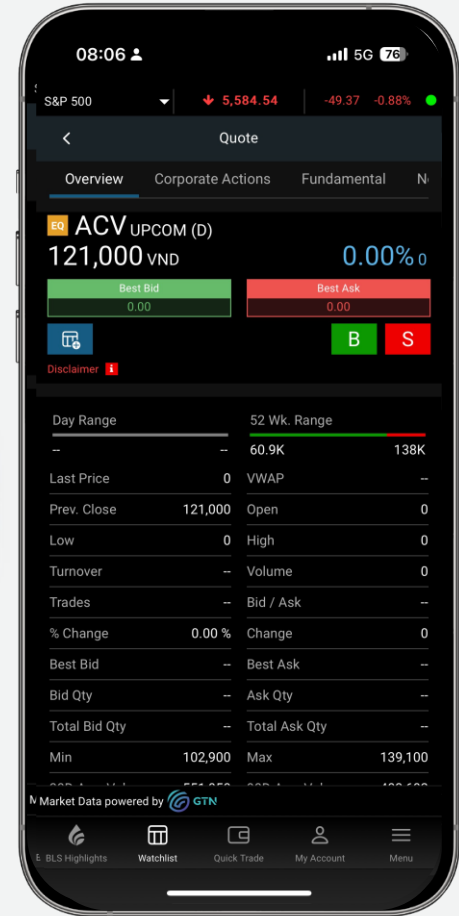 08:06 5G 76
S&P 500 5,584.54 -49.37 -0.88%
Quote
Overview Corporate Actions Fundamental N
EQ ACV UPCOM (D)
121,000 VND 0.00% 0
Best Bid Best Ask
0.00 0.00
B S
Disclaimer i
Day Range 52 Wk. Range
-- -- 60.9K 138K
Last Price 0 VWAP --
Prev. Close 121,000 Open 0
Low 0 High 0
Turnover -- Volume 0
Trades -- Bid / Ask --
% Change 0.00 % Change 0
Best Bid -- Best Ask --
Bid Qty -- Ask Qty --
Total Bid Qty -- Total Ask Qty --
Min 102,900 Max 139,100
Market Data powered by GTN
BLS Highlights Watchlist Quick Trade My Account Menu